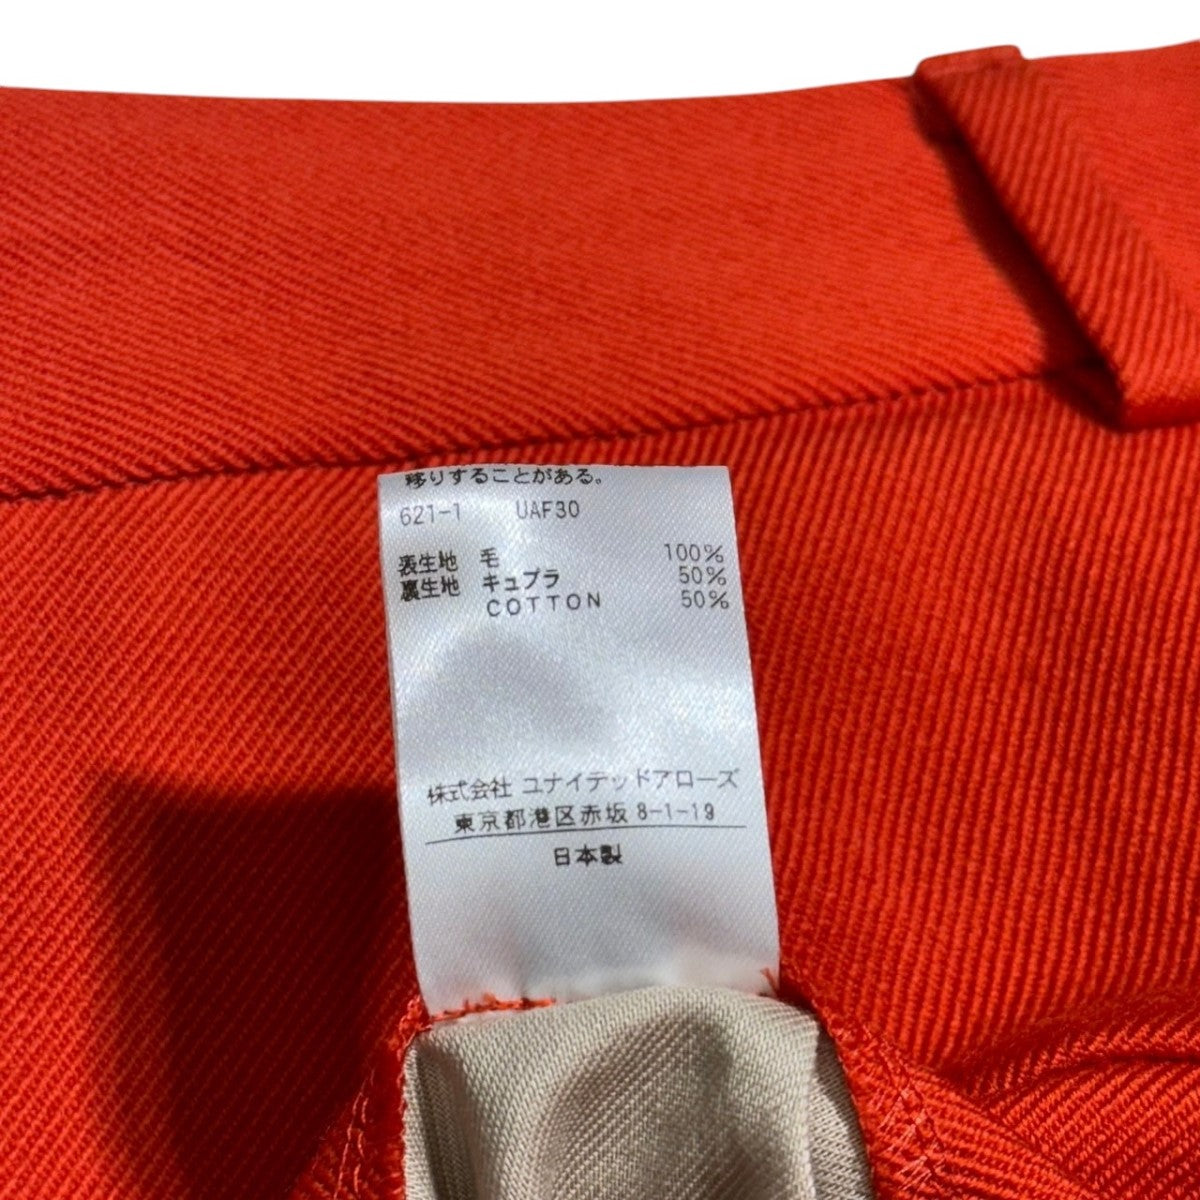 移りすることがある。
621-1 UAF30
表生地 毛 100%
裏生地 キュプラ 50%
COTTON 50%
株式会社 ユナイテッドアローズ
東京都港区赤坂 8-1-19
日本製